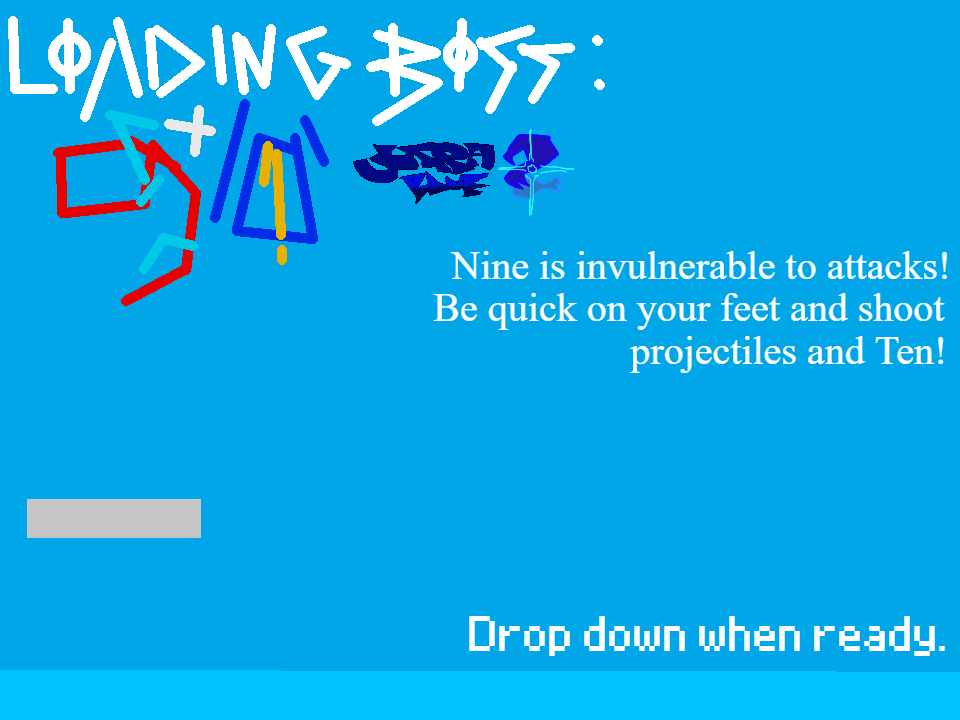 LOADING BOSS:
Nine is invulnerable to attacks!
Be quick on your feet and shoot
projectiles and Ten!
Drop down when ready.